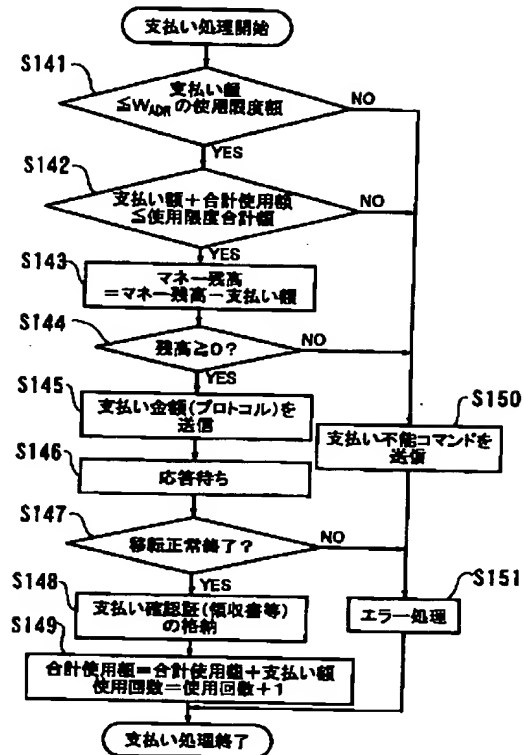 支払い処理開始
S141
支払い額
≦WADRの使用限度額
NO
YES
S142
支払い額+合計使用額
≦使用限度合計額
NO
YES
S143
マネー残高
=マネー残高-支払い額
S144
残高≧0?
NO
YES
S145
支払い金額(プロトコル)を
送信
S150
支払い不能コマンドを
送信
S146
応答待ち
S147
移転正常終了?
NO
YES
S148
支払い確認証(領収書等)
の格納
S151
エラー処理
S149
合計使用額=合計使用額+支払い額
使用回数=使用回数+1
支払い処理終了